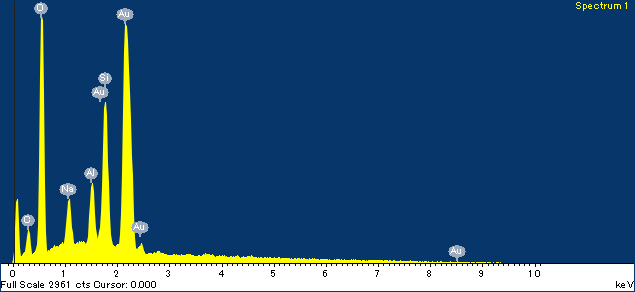 Spectrum 1
O
Au
Si
Au
Al
Na
Au
Au
0 1 2 3 4 5 6 7 8 9 10
Full Scale 2961 cts Cursor: 0.000 keV